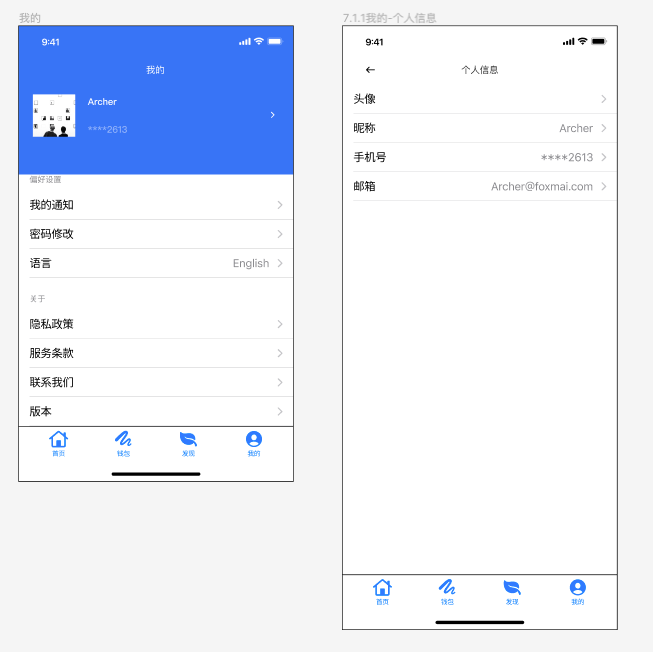 我的
9:41
我的
Archer
****2613
偏好设置
我的通知
密码修改
语言 English
关于
隐私政策
服务条款
联系我们
版本
首页 钱包 发现 我的
7.1.1我的-个人信息
9:41
个人信息
头像
昵称 Archer
手机号 ****2613
邮箱 Archer@foxmai.com
首页 钱包 发现 我的